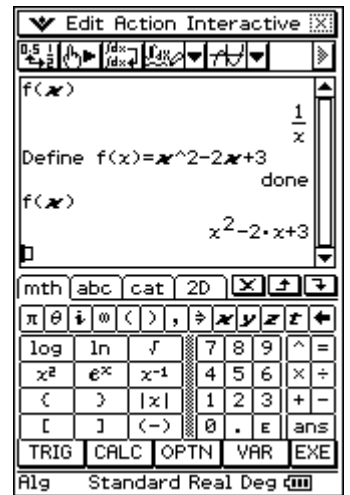 Edit Action Interactive
f(x)
1
x
Define f(x)=x^2-2x+3
done
f(x)
x²-2·x+3
mth abc cat 2D
π θ i ∞ ( ) , ⇒ x y z t ←
log ln √ 7 8 9 ^ =
x² eˣ x⁻¹ 4 5 6 × ÷
( ) |x| 1 2 3 + -
[ ] (-) 0 . E ans
TRIG CALC OPTN VAR EXE
Alg Standard Real Deg